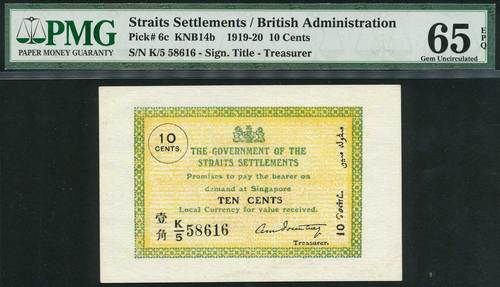 PMG
PAPER MONEY GUARANTY
Straits Settlements / British Administration
Pick# 6c KNB14b 1919-20 10 Cents
S/N K/5 58616 - Sign. Title - Treasurer
65 EPQ
Gem Uncirculated
10
CENTS.
THE GOVERNMENT OF THE
STRAITS SETTLEMENTS
Promises to pay the bearer on
demand at Singapore
TEN CENTS
Local Currency for value received.
壹角
K/5 58616
Treasurer.
10